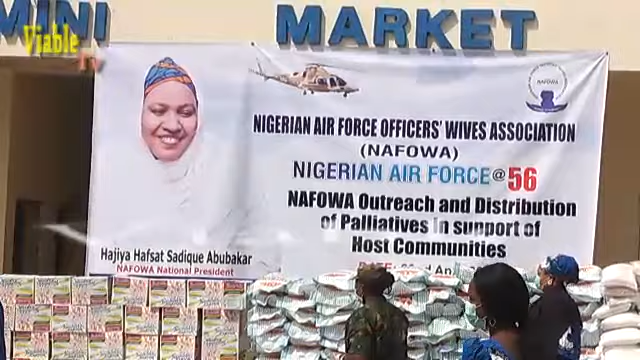 MINI MARKET
Viable
TV
NAFOWA
NIGERIAN AIR FORCE OFFICERS' WIVES ASSOCIATION
(NAFOWA)
NIGERIAN AIR FORCE@56
NAFOWA Outreach and Distribution
of Palliatives in support of
Host Communities
Hajiya Hafsat Sadique Abubakar
NAFOWA National President